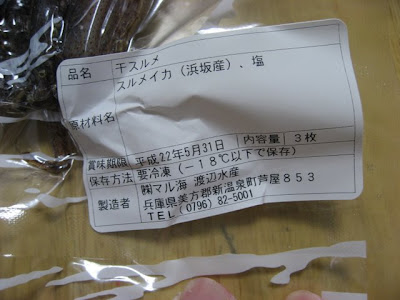 品名 干スルメ
原材料名 スルメイカ（浜坂産）、塩
賞味期限 平成22年5月31日 内容量 3枚
保存方法 要冷凍（－18℃以下で保存）
製造者 ㈱マル海 渡辺水産
兵庫県美方郡新温泉町芦屋853
TEL(0796)82-5001